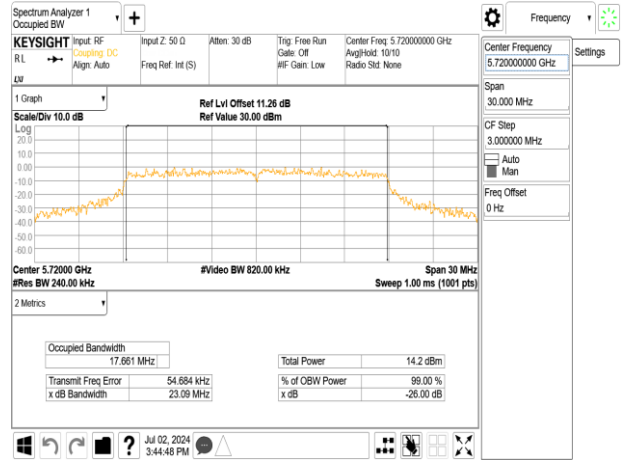 Spectrum Analyzer 1
Occupied BW
+
Frequency
KEYSIGHT
RL
LXI
Input: RF
Coupling: DC
Align: Auto
Input Z: 50 Ω
Freq Ref: Int (S)
Atten: 30 dB
Trig: Free Run
Gate: Off
#IF Gain: Low
Center Freq: 5.720000000 GHz
Avg|Hold: 10/10
Radio Std: None
Center Frequency
5.720000000 GHz
Settings
Span
30.000 MHz
CF Step
3.000000 MHz
Auto
Man
Freq Offset
0 Hz
1 Graph
Ref Lvl Offset 11.26 dB
Scale/Div 10.0 dB
Ref Value 30.00 dBm
Log
20.0
10.0
0.00
-10.0
-20.0
-30.0
-40.0
-50.0
-60.0
Center 5.72000 GHz
#Video BW 820.00 kHz
Span 30 MHz
#Res BW 240.00 kHz
Sweep 1.00 ms (1001 pts)
2 Metrics
Occupied Bandwidth
17.661 MHz
Total Power 14.2 dBm
Transmit Freq Error 54.684 kHz
% of OBW Power 99.00 %
x dB Bandwidth 23.09 MHz
x dB -26.00 dB
?
Jul 02, 2024
3:44:48 PM